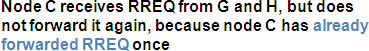 Node C receives RREQ from G and H, but does
not forward it again, because node C has already
forwarded RREQ once